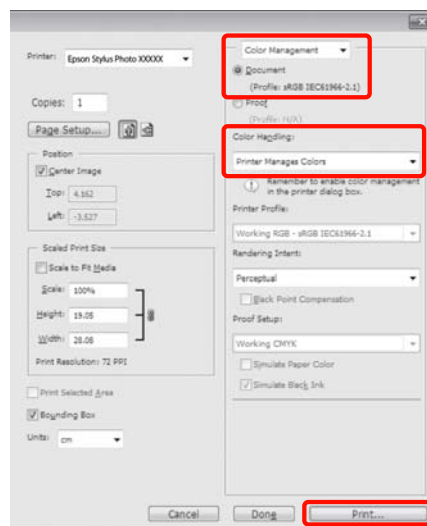 Printer: Epson Stylus Photo XXXXX
Copies: 1
Page Setup...
Position
Center Image
Top: 4.162
Left: -3.527
Scaled Print Size
Scale to Fit Media
Scale: 100%
Height: 19.05
Width: 28.08
Print Resolution: 72 PPI
Print Selected Area
Bounding Box
Units: cm
Color Management
Document
(Profile: sRGB IEC61966-2.1)
Proof
(Profile: N/A)
Color Handling:
Printer Manages Colors
Remember to enable color management
in the printer dialog box.
Printer Profile:
Working RGB - sRGB IEC61966-2.1
Rendering Intent:
Perceptual
Black Point Compensation
Proof Setup:
Working CMYK
Simulate Paper Color
Simulate Black Ink
Cancel
Done
Print...